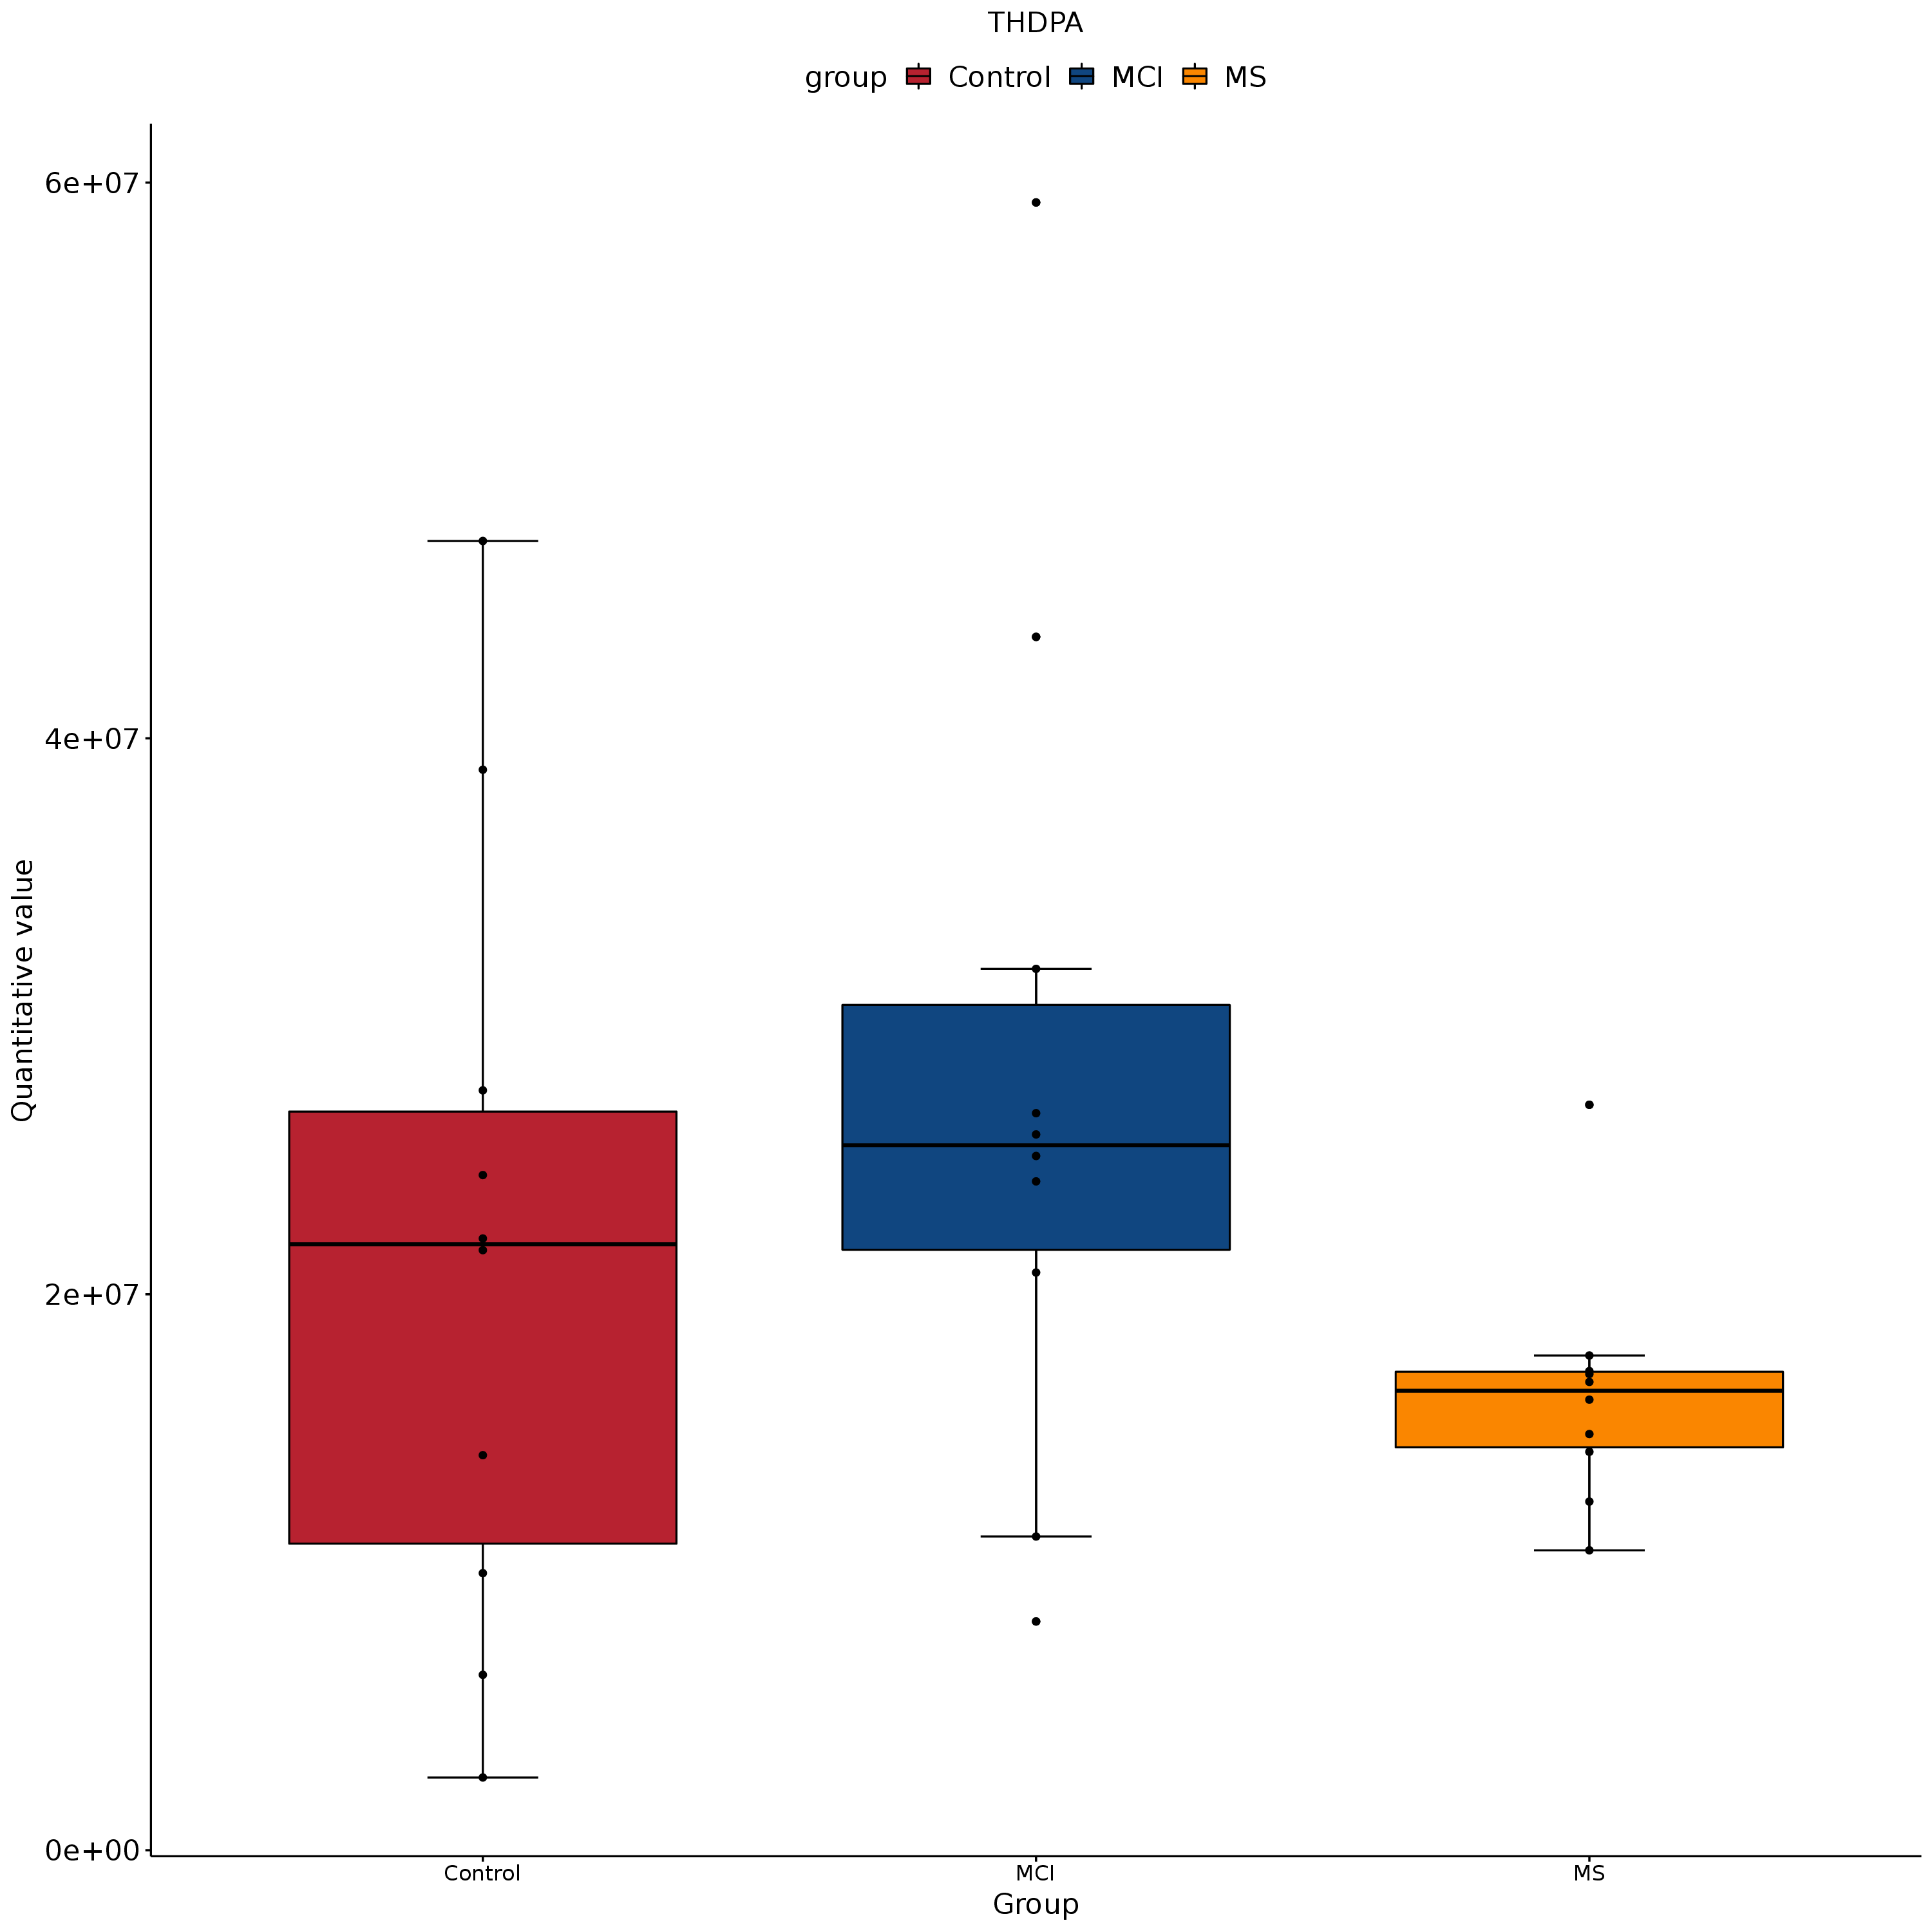 THDPA
group Control MCI MS
6e+07
4e+07
2e+07
0e+00
Quantitative value
Control MCI MS
Group